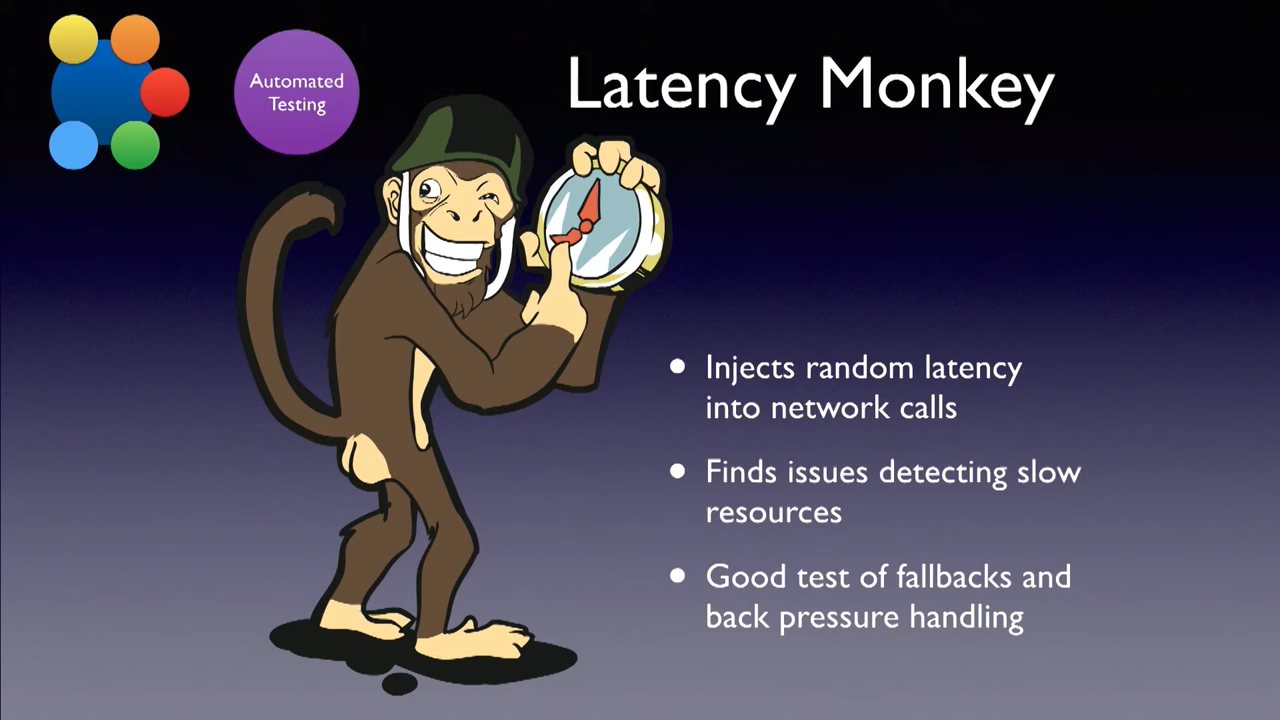 Automated
Testing
Latency Monkey
• Injects random latency
into network calls
• Finds issues detecting slow
resources
• Good test of fallbacks and
back pressure handling